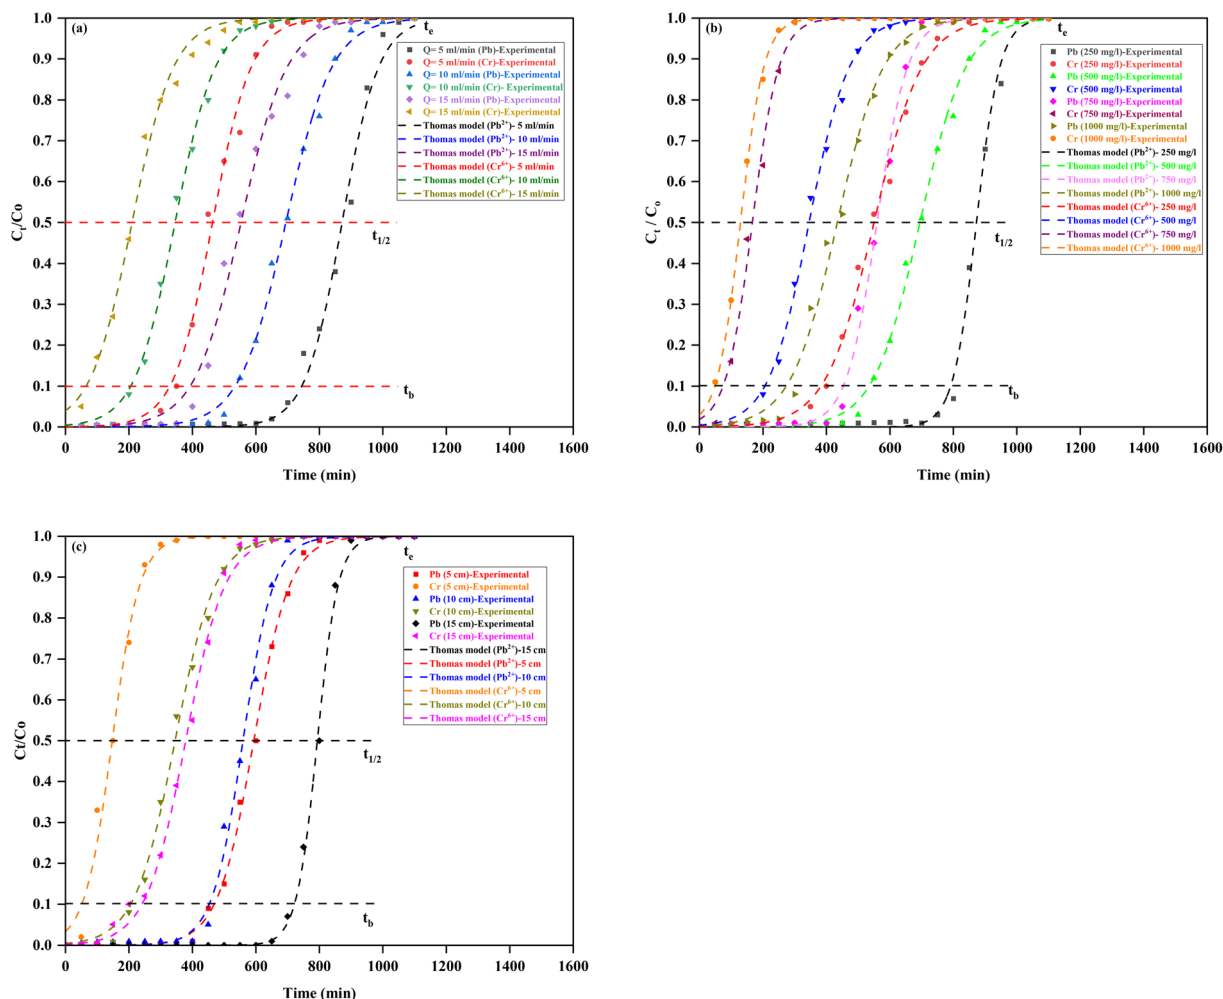 (a)
t_e
Q= 5 ml/min (Pb)-Experimental
Q= 5 ml/min (Cr)-Experimental
Q= 10 ml/min (Pb)-Experimental
Q= 10 ml/min (Cr)- Experimental
Q= 15 ml/min (Pb)-Experimental
Q= 15 ml/min (Cr)-Experimental
Thomas model (Pb²⁺)- 5 ml/min
Thomas model (Pb²⁺)- 10 ml/min
Thomas model (Pb²⁺)- 15 ml/min
Thomas model (Cr⁶⁺)- 5 ml/min
Thomas model (Cr⁶⁺)- 10 ml/min
Thomas model (Cr⁶⁺)- 15 ml/min
t_1/2
t_b
C_t/Co
1.0
0.9
0.8
0.7
0.6
0.5
0.4
0.3
0.2
0.1
0.0
0 200 400 600 800 1000 1200 1400 1600
Time (min)
(b)
t_e
Pb (250 mg/l)-Experimental
Cr (250 mg/l)-Experimental
Pb (500 mg/l)-Experimental
Cr (500 mg/l)-Experimental
Pb (750 mg/l)-Experimental
Cr (750 mg/l)-Experimental
Pb (1000 mg/l)-Experimental
Cr (1000 mg/l)-Experimental
Thomas model (Pb²⁺)- 250 mg/l
Thomas model (Pb²⁺)- 500 mg/l
Thomas model (Pb²⁺)- 750 mg/l
Thomas model (Pb²⁺)- 1000 mg/l
Thomas model (Cr⁶⁺)- 250 mg/l
Thomas model (Cr⁶⁺)- 500 mg/l
Thomas model (Cr⁶⁺)- 750 mg/l
Thomas model (Cr⁶⁺)- 1000 mg/l
t_1/2
t_b
C_t / C_o
1.0
0.9
0.8
0.7
0.6
0.5
0.4
0.3
0.2
0.1
0.0
0 200 400 600 800 1000 1200 1400 1600
Time (min)
(c)
t_e
Pb (5 cm)-Experimental
Cr (5 cm)-Experimental
Pb (10 cm)-Experimental
Cr (10 cm)-Experimental
Pb (15 cm)-Experimental
Cr (15 cm)-Experimental
Thomas model (Pb²⁺)-15 cm
Thomas model (Pb²⁺)-5 cm
Thomas model (Pb²⁺)-10 cm
Thomas model (Cr⁶⁺)-5 cm
Thomas model (Cr⁶⁺)-10 cm
Thomas model (Cr⁶⁺)-15 cm
t_1/2
t_b
Ct/Co
1.0
0.9
0.8
0.7
0.6
0.5
0.4
0.3
0.2
0.1
0.0
0 200 400 600 800 1000 1200 1400 1600
Time (min)